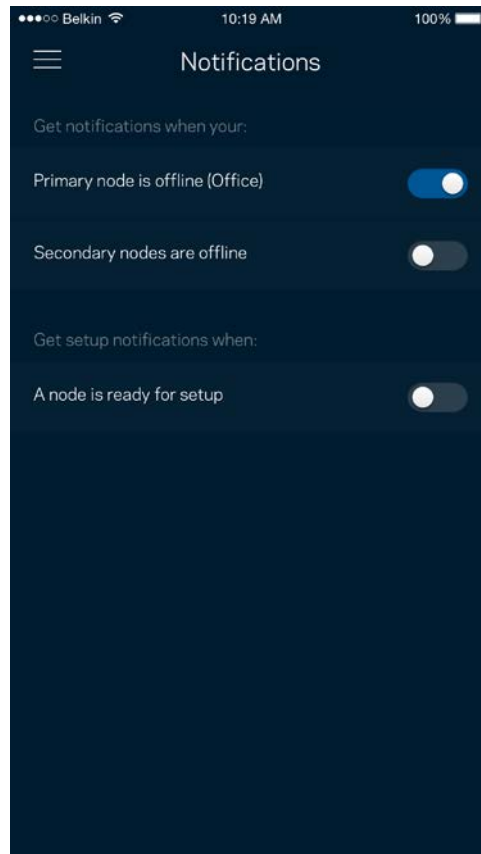 Belkin 10:19 AM 100%
Notifications
Get notifications when your:
Primary node is offline (Office)
Secondary nodes are offline
Get setup notifications when:
A node is ready for setup